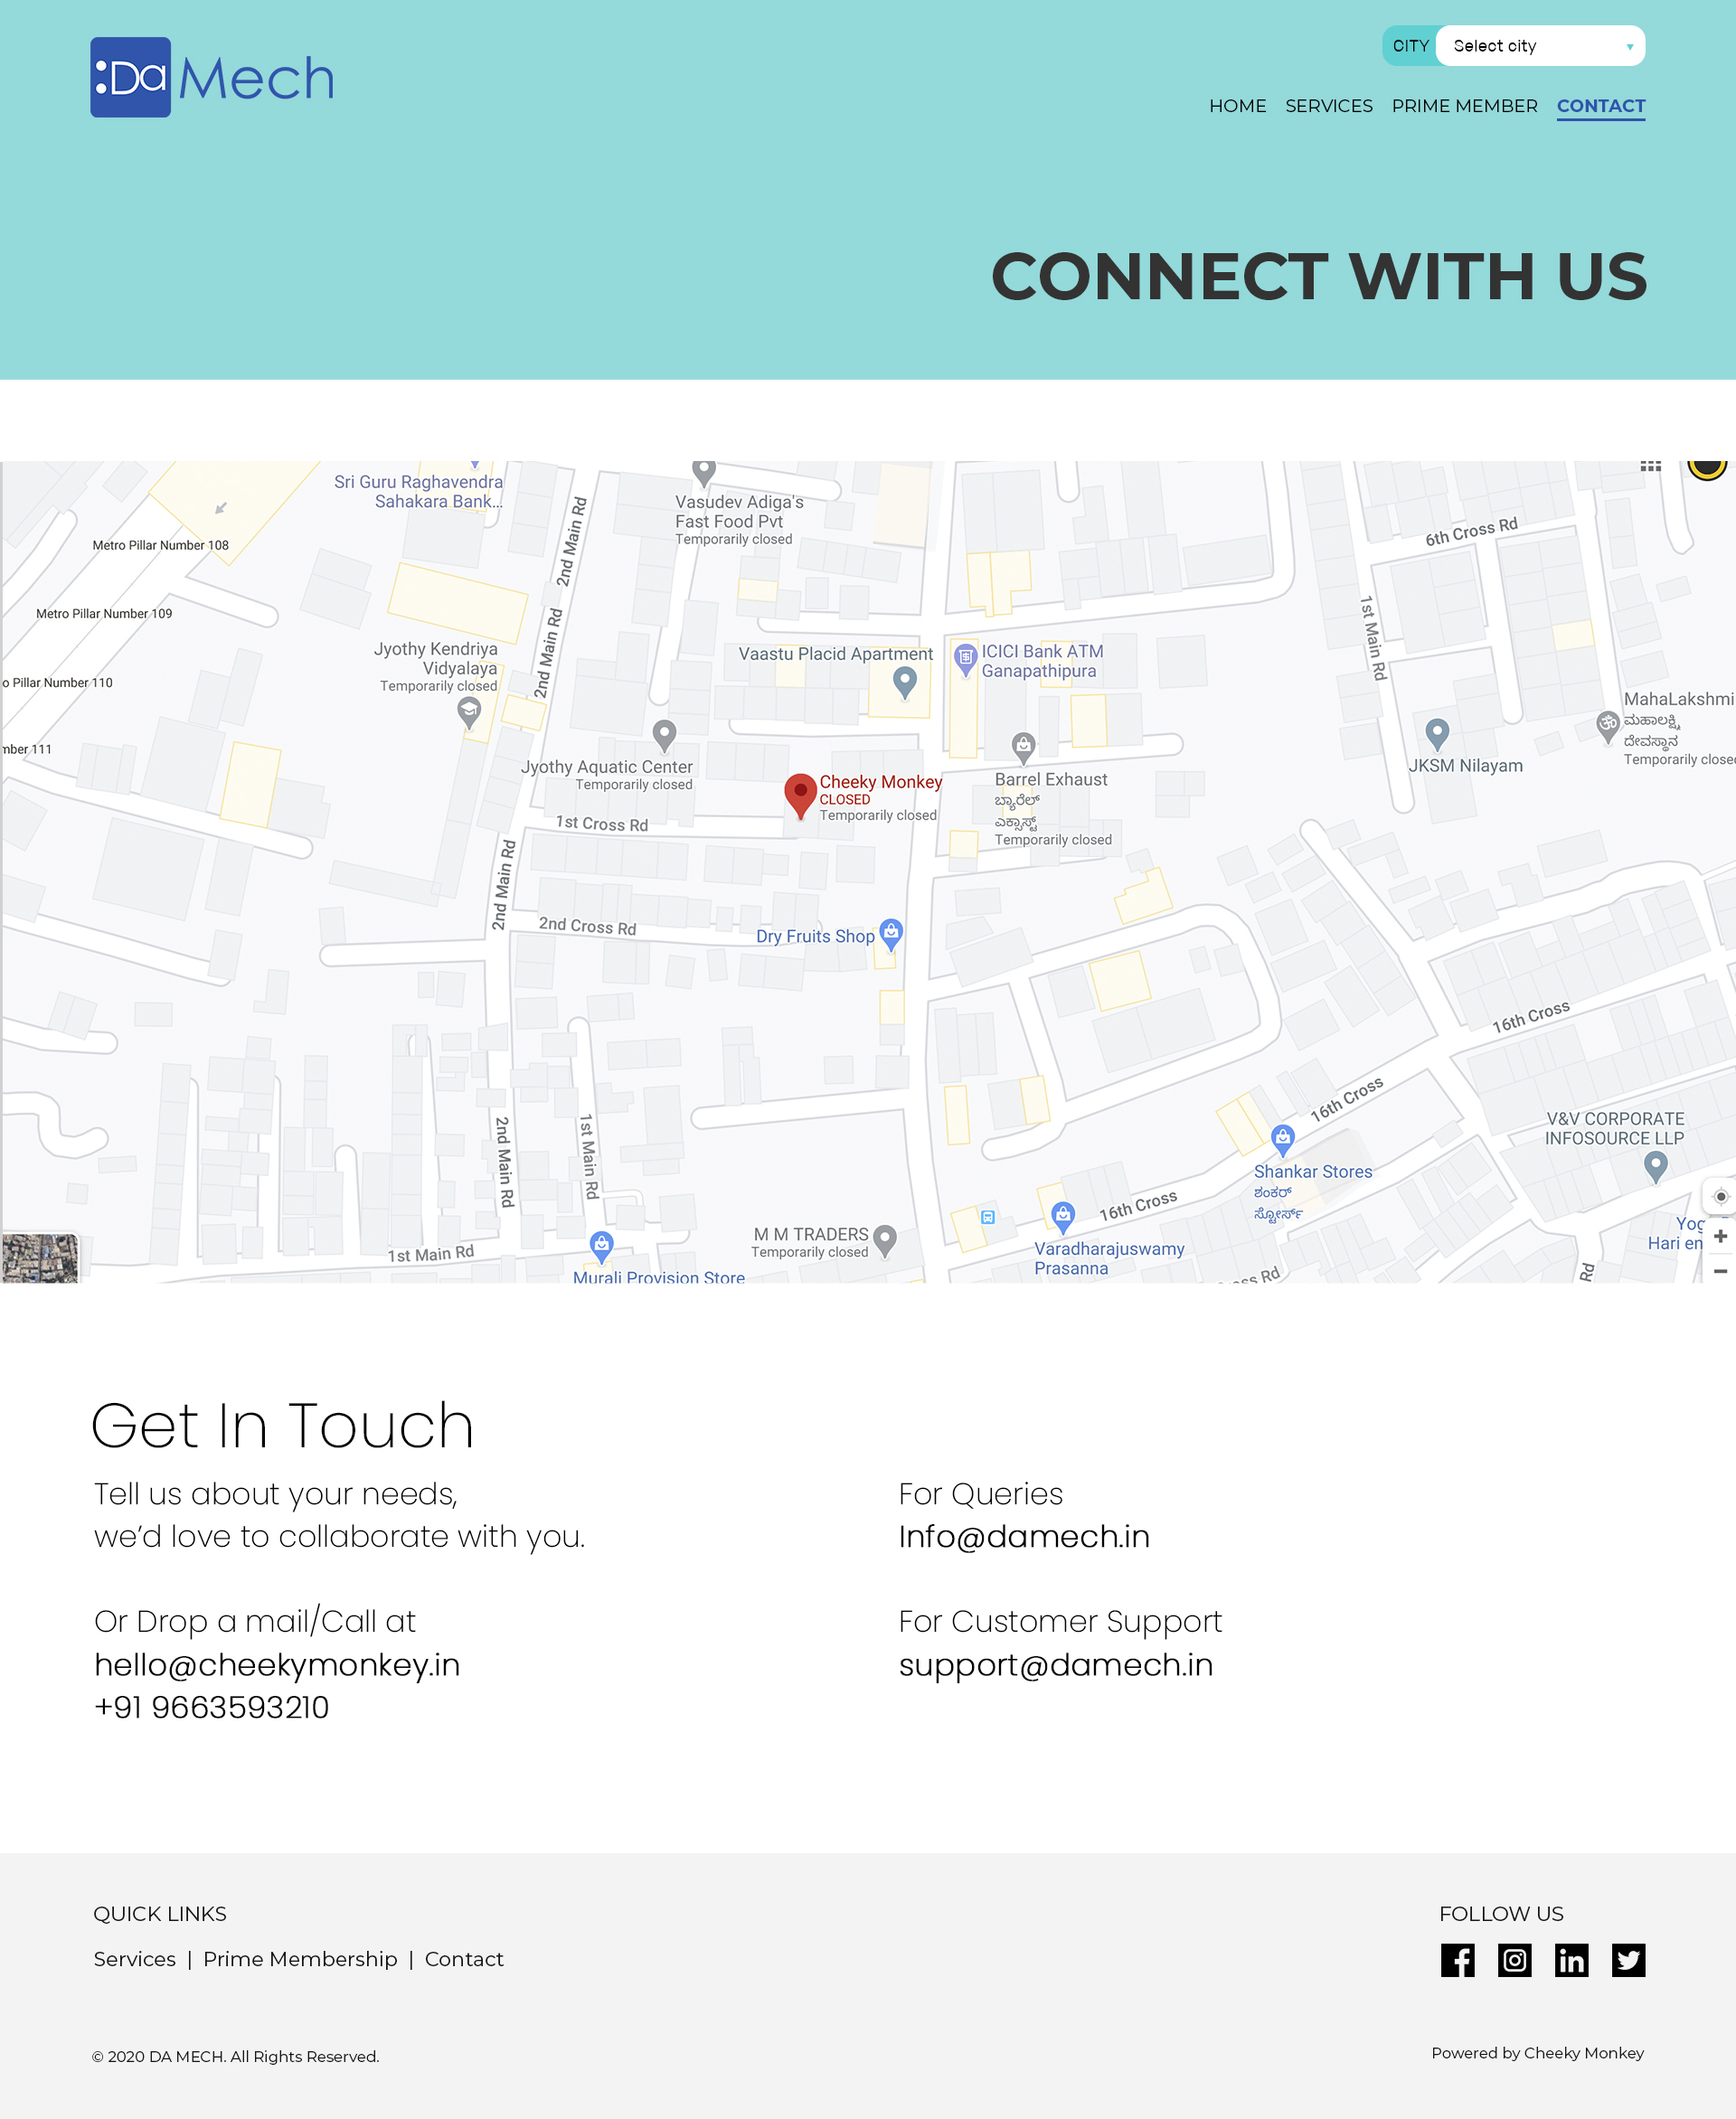 :Da Mech
CITY Select city
HOME SERVICES PRIME MEMBER CONTACT
CONNECT WITH US
Sri Guru Raghavendra
Sahakara Bank...
Vasudev Adiga's
Fast Food Pvt
Temporarily closed
2nd Main Rd
6th Cross Rd
Metro Pillar Number 108
Metro Pillar Number 109
1st Main Rd
2nd Main Rd
Jyothy Kendriya
Vidyalaya
Temporarily closed
Vaastu Placid Apartment
ICICI Bank ATM
Ganapathipura
o Pillar Number 110
MahaLakshmi
ಮಹಾಲಕ್ಷ್ಮಿ
ದೇವಸ್ಥಾನ
Temporarily close
mber 111
Jyothy Aquatic Center
Temporarily closed
JKSM Nilayam
Cheeky Monkey
CLOSED
Temporarily closed
Barrel Exhaust
ಬ್ಯಾರೆಲ್
ಎಕ್ಸಾಸ್ಟ್
Temporarily closed
1st Cross Rd
2nd Main Rd
2nd Cross Rd
Dry Fruits Shop
16th Cross
16th Cross
V&V CORPORATE
INFOSOURCE LLP
2nd Main Rd
1st Main Rd
Shankar Stores
ಶಂಕರ್
ಸ್ಟೋರ್ಸ್
16th Cross
M M TRADERS
Temporarily closed
Yog
Hari en
1st Main Rd
Varadharajuswamy
Prasanna
Murali Provision Store
oss Rd
Rd
Get In Touch
Tell us about your needs,
we’d love to collaborate with you.
Or Drop a mail/Call at
hello@cheekymonkey.in
+91 9663593210
For Queries
Info@damech.in
For Customer Support
support@damech.in
QUICK LINKS
Services | Prime Membership | Contact
FOLLOW US
© 2020 DA MECH. All Rights Reserved.
Powered by Cheeky Monkey